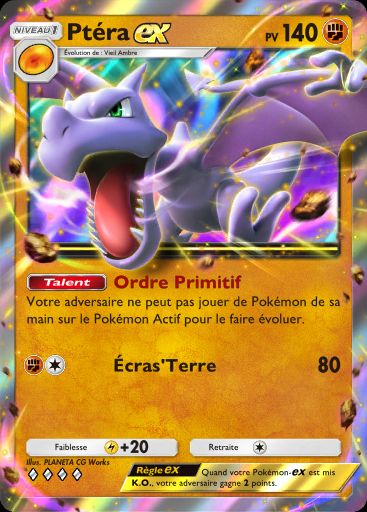 NIVEAU 1
Ptéra ex
PV 140
Évolution de : Vieil Ambre
Talent Ordre Primitif
Votre adversaire ne peut pas jouer de Pokémon de sa
main sur le Pokémon Actif pour le faire évoluer.
Écras'Terre 80
Faiblesse +20 Retraite
Illus. PLANETA CG Works
Règle ex Quand votre Pokémon-ex est mis
K.O., votre adversaire gagne 2 points.